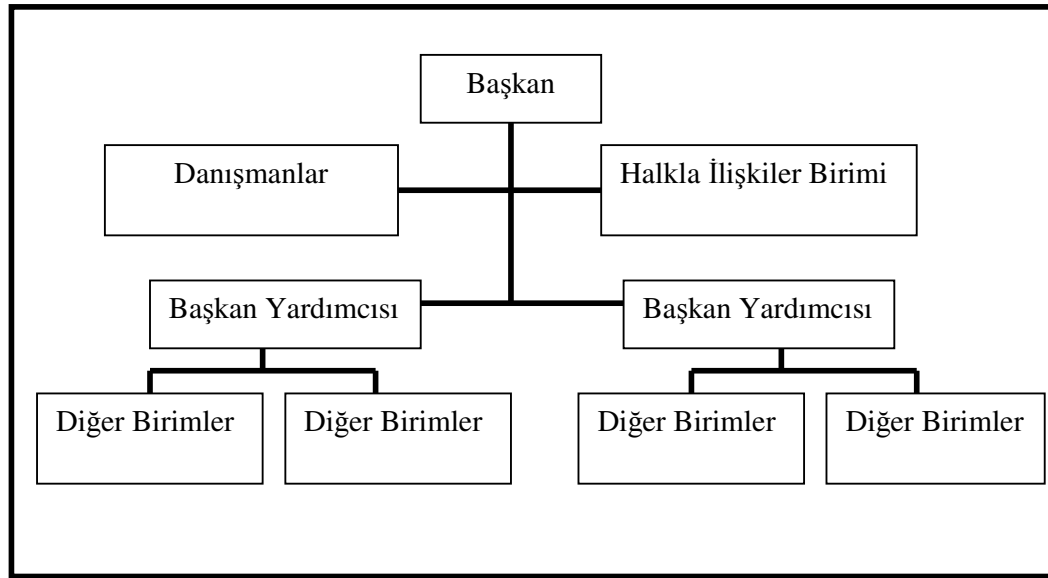 Başkan
Danışmanlar
Halkla İlişkiler Birimi
Başkan Yardımcısı
Başkan Yardımcısı
Diğer Birimler
Diğer Birimler
Diğer Birimler
Diğer Birimler